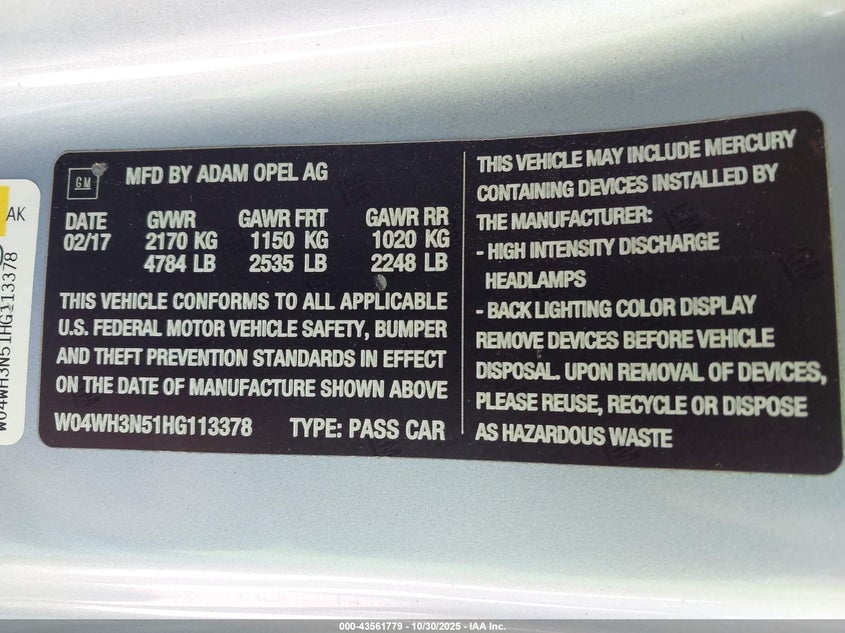 GM
MFD BY ADAM OPEL AG
DATE GVWR GAWR FRT GAWR RR
02/17 2170 KG 1150 KG 1020 KG
4784 LB 2535 LB 2248 LB
THIS VEHICLE CONFORMS TO ALL APPLICABLE
U.S. FEDERAL MOTOR VEHICLE SAFETY, BUMPER
AND THEFT PREVENTION STANDARDS IN EFFECT
ON THE DATE OF MANUFACTURE SHOWN ABOVE
W04WH3N51HG113378 TYPE: PASS CAR
THIS VEHICLE MAY INCLUDE MERCURY
CONTAINING DEVICES INSTALLED BY
THE MANUFACTURER:
- HIGH INTENSITY DISCHARGE
HEADLAMPS
- BACK LIGHTING COLOR DISPLAY
REMOVE DEVICES BEFORE VEHICLE
DISPOSAL. UPON REMOVAL OF DEVICES,
PLEASE REUSE, RECYCLE OR DISPOSE
AS HAZARDOUS WASTE
AK
W04WH3N51HG113378
000-43561779 - 10/30/2025 - IAA Inc.